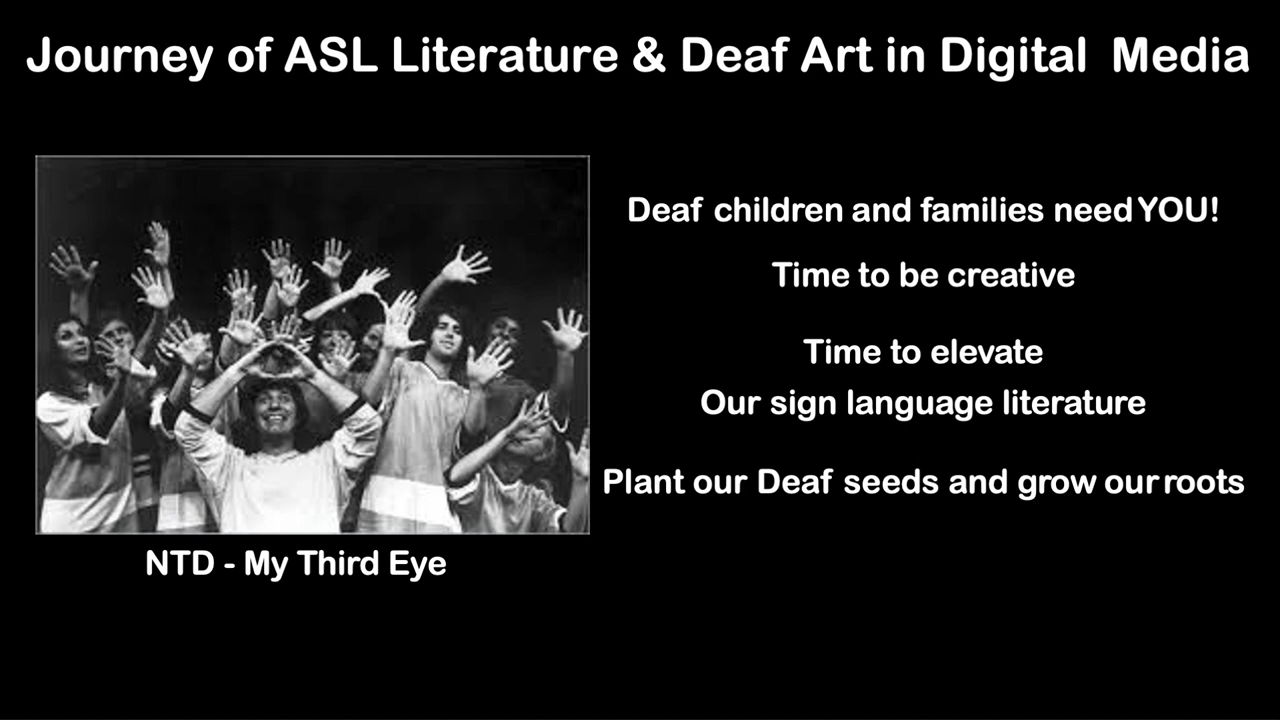 Journey of ASL Literature & Deaf Art in Digital Media
Deaf children and families need YOU!
Time to be creative
Time to elevate
Our sign language literature
Plant our Deaf seeds and grow our roots
NTD - My Third Eye